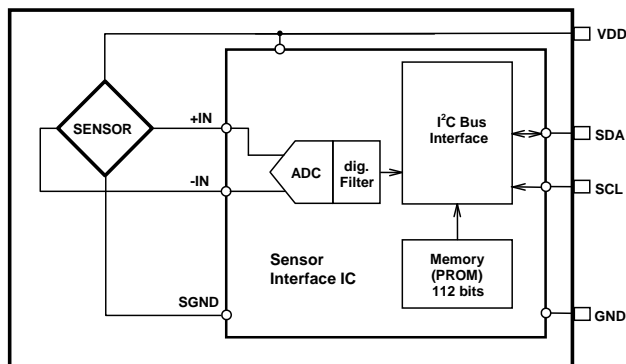 VDD
SENSOR
+IN
I²C Bus
Interface
SDA
ADC
dig.
Filter
-IN
SCL
Sensor
Interface IC
Memory
(PROM)
112 bits
SGND
GND